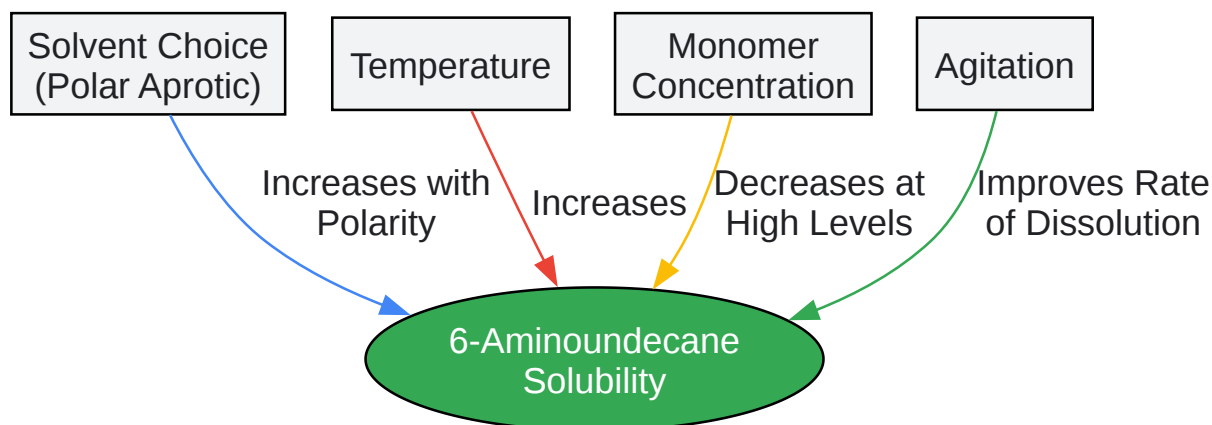 Solvent Choice
(Polar Aprotic)
Temperature
Monomer
Concentration
Agitation
Increases with
Polarity
Increases
Decreases at
High Levels
Improves Rate
of Dissolution
6-Aminoundecane
Solubility